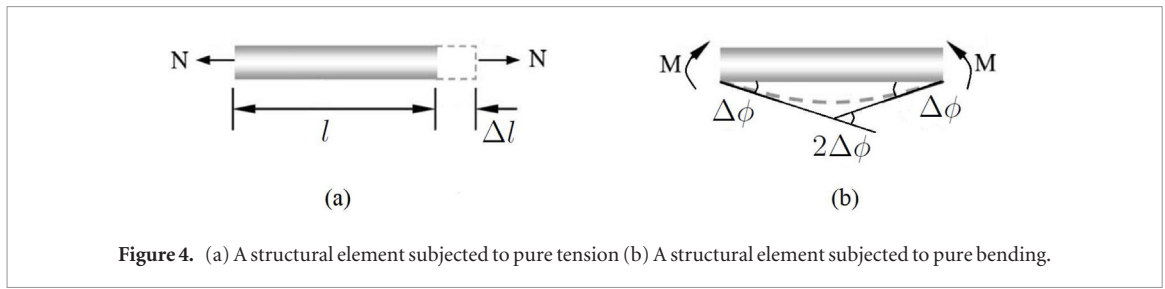 N N M M
Δl Δϕ Δϕ
l 2Δϕ
(a) (b)
Figure 4. (a) A structural element subjected to pure tension (b) A structural element subjected to pure bending.